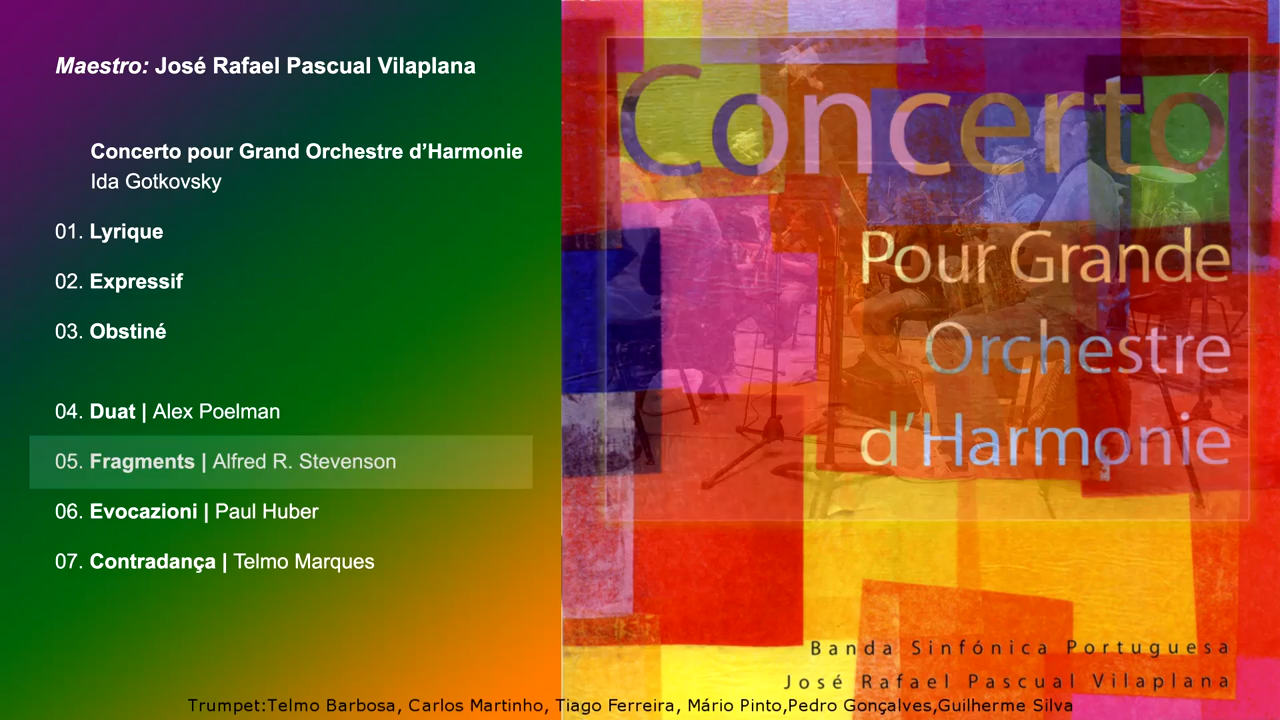 Maestro: José Rafael Pascual Vilaplana
Concerto pour Grand Orchestre d’Harmonie
Ida Gotkovsky
01. Lyrique
02. Expressif
03. Obstiné
04. Duat | Alex Poelman
05. Fragments | Alfred R. Stevenson
06. Evocazioni | Paul Huber
07. Contradança | Telmo Marques
Concerto
Pour Grande
Orchestre
d’Harmonie
Banda Sinfónica Portuguesa
José Rafael Pascual Vilaplana
Trumpet:Telmo Barbosa, Carlos Martinho, Tiago Ferreira, Mário Pinto,Pedro Gonçalves,Guilherme Silva